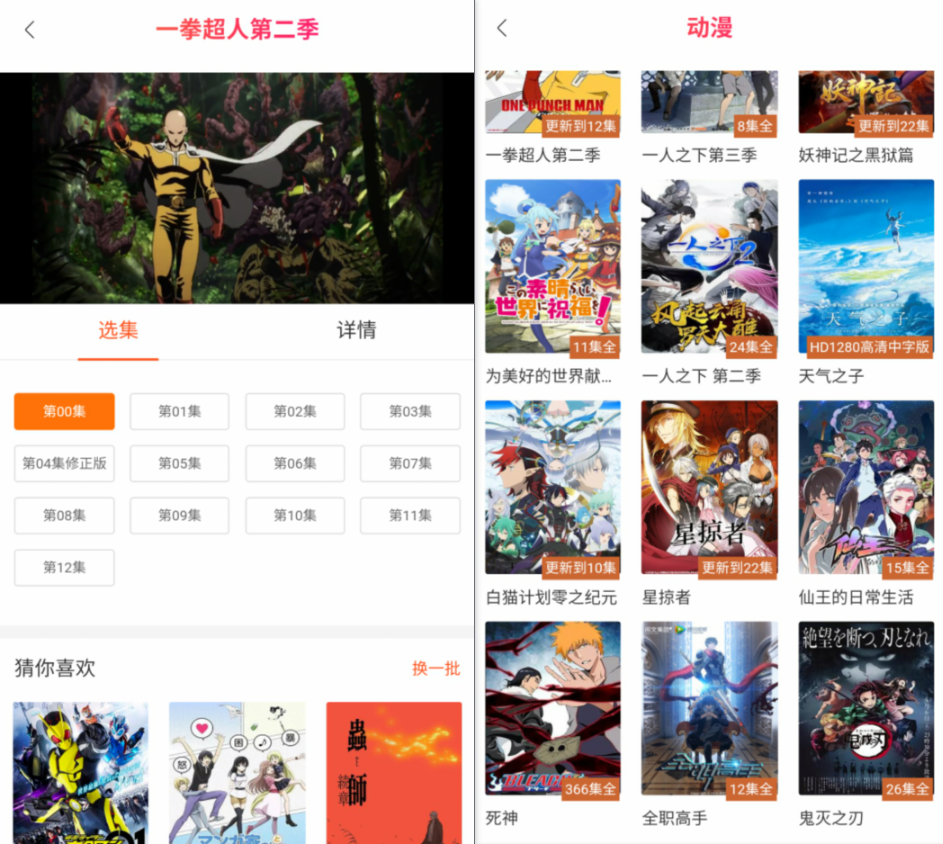 一拳超人第二季
选集
详情
第00集
第01集
第02集
第03集
第04集修正版
第05集
第06集
第07集
第08集
第09集
第10集
第11集
第12集
猜你喜欢
换一批
怒
困
♪
暴
マンガ家
蟲
師
続章
动漫
ONE PUNCH MAN
更新到12集
一拳超人第二季
8集全
一人之下第三季
妖神记
更新到22集
妖神记之黑狱篇
この素晴らしい
世界に祝福を!
11集全
为美好的世界献...
一人之下2
风起云涌
罗天大醮
24集全
一人之下 第二季
天气之子
HD1280高清中字版
天气之子
更新到10集
白猫计划零之纪元
星掠者
更新到22集
星掠者
仙王
15集全
仙王的日常生活
BLEACH
366集全
死神
12集全
全职高手
絶望を断つ、刃となれ
鬼滅刃
26集全
鬼灭之刃